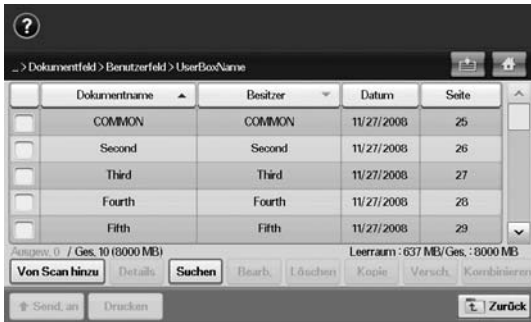 ... > Dokumentfeld > Benutzerfeld > UserBoxName
Dokumentname Besitzer Datum Seite
COMMON COMMON 11/27/2008 25
Second Second 11/27/2008 26
Third Third 11/27/2008 27
Fourth Fourth 11/27/2008 28
Fifth Fifth 11/27/2008 29
Ausgew. 0 / Ges. 10 (8000 MB) Leerraum : 637 MB/Ges. : 8000 MB
Von Scan hinzu Details Suchen Bearb. Löschen Kopie Versch. Kombinieren
Send. an Drucken Zurück